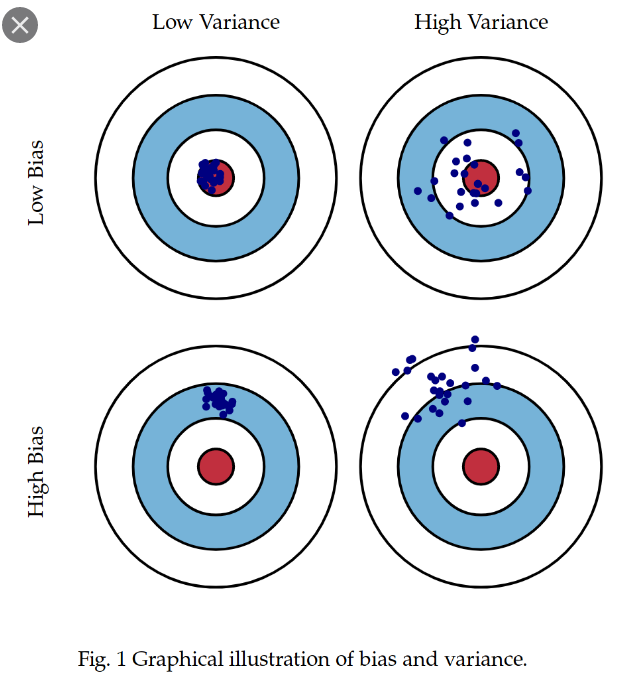 Low Variance
High Variance
Low Bias
High Bias
Fig. 1 Graphical illustration of bias and variance.